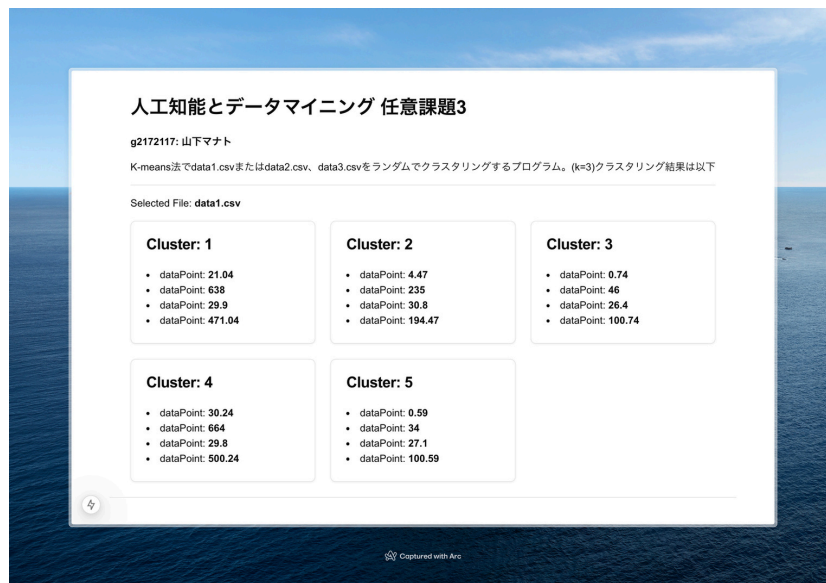 人工知能とデータマイニング 任意課題3
g2172117: 山下マナト
K-means法でdata1.csvまたはdata2.csv、data3.csvをランダムでクラスタリングするプログラム。(k=3)クラスタリング結果は以下
Selected File: data1.csv
Cluster: 1
• dataPoint: 21.04
• dataPoint: 638
• dataPoint: 29.9
• dataPoint: 471.04
Cluster: 2
• dataPoint: 4.47
• dataPoint: 235
• dataPoint: 30.8
• dataPoint: 194.47
Cluster: 3
• dataPoint: 0.74
• dataPoint: 46
• dataPoint: 26.4
• dataPoint: 100.74
Cluster: 4
• dataPoint: 30.24
• dataPoint: 664
• dataPoint: 29.8
• dataPoint: 500.24
Cluster: 5
• dataPoint: 0.59
• dataPoint: 34
• dataPoint: 27.1
• dataPoint: 100.59
Captured with Arc